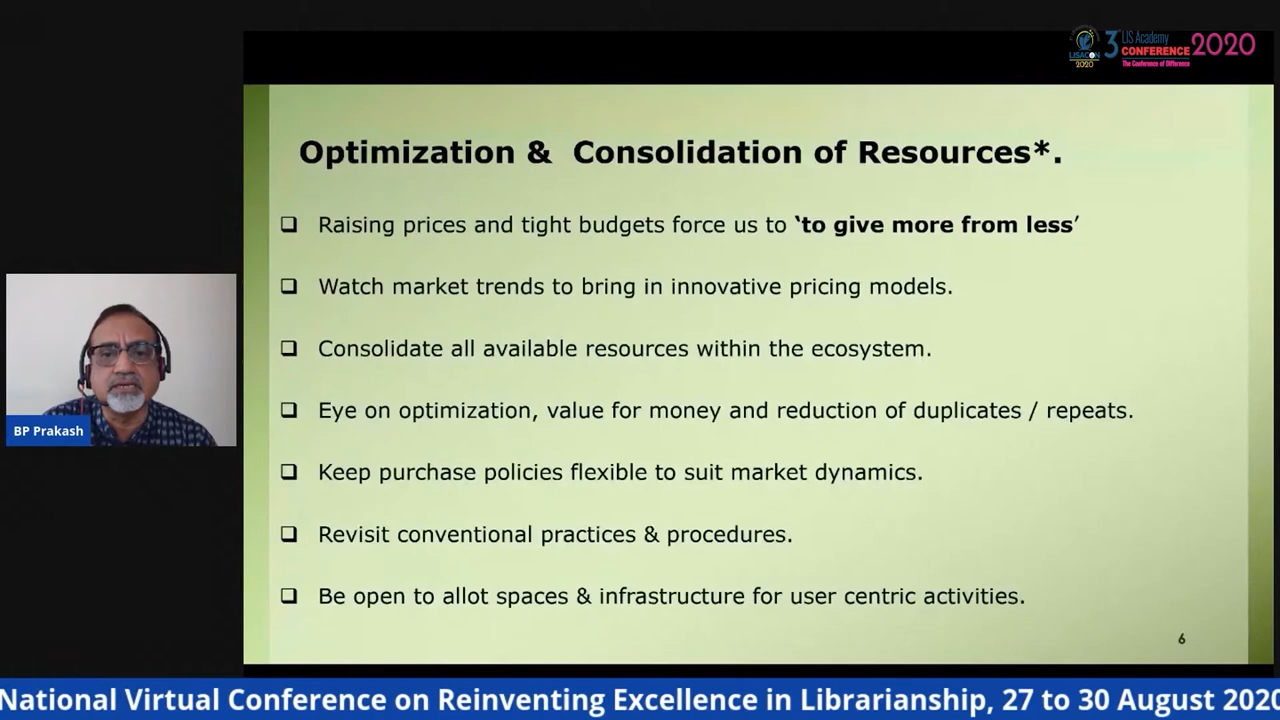 LISACON
2020
3
LIS Academy
CONFERENCE
The Conference of Difference
2020
Optimization & Consolidation of Resources*.
❑ Raising prices and tight budgets force us to ‘to give more from less’
❑ Watch market trends to bring in innovative pricing models.
❑ Consolidate all available resources within the ecosystem.
❑ Eye on optimization, value for money and reduction of duplicates / repeats.
❑ Keep purchase policies flexible to suit market dynamics.
❑ Revisit conventional practices & procedures.
❑ Be open to allot spaces & infrastructure for user centric activities.
6
BP Prakash
National Virtual Conference on Reinventing Excellence in Librarianship, 27 to 30 August 2020